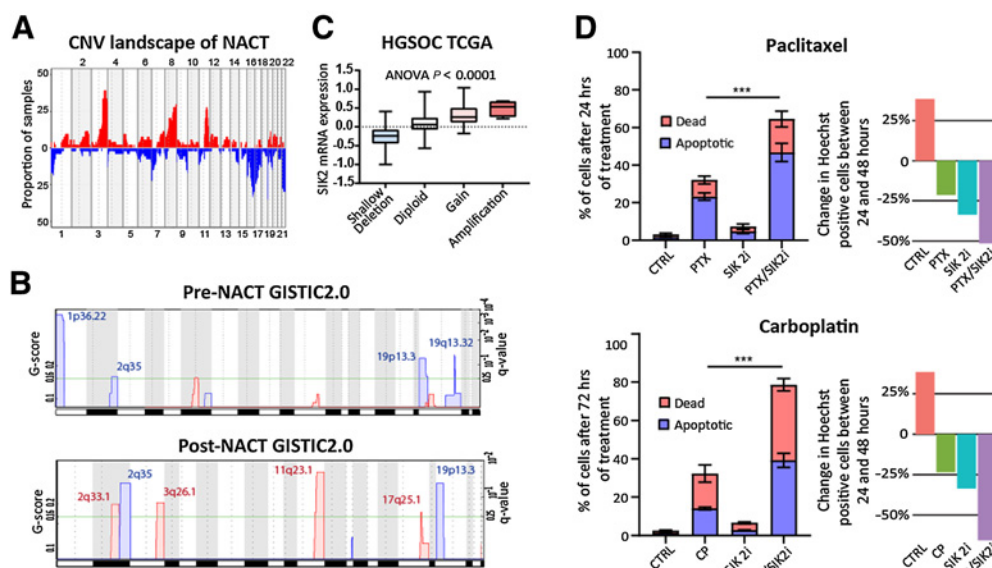 A
CNV landscape of NACT
2 4 6 8 10 12 14 1618 20 22
Proportion of samples
50
25
0
25
50
1 3 5 7 9 11 13 15 17 19 21
B
Pre-NACT GISTIC2.0
1p36.22
2q35
19p13.3
19q13.32
G-score
q-value
Post-NACT GISTIC2.0
2q33.1
2q35
3q26.1
11q23.1
17q25.1
19p13.3
G-score
q-value
C
HGSOC TCGA
ANOVA P < 0.0001
SIK2 mRNA expression
1.5
1.0
0.5
0.0
-0.5
-1.0
-1.5
Shallow
Deletion
Diploid
Gain
Amplification
D
Paclitaxel
% of cells after 24 hrs
of treatment
100
80
60
40
20
0
Dead
Apoptotic
***
CTRL
PTX
SIK 2i
PTX/SIK2i
Change in Hoechst
positive cells between
24 and 48 hours
25%
0
-25%
-50%
CTRL
PTX
SIK 2i
PTX/SIK2i
Carboplatin
% of cells after 72 hrs
of treatment
100
80
60
40
20
0
Dead
Apoptotic
***
CTRL
CP
SIK 2i
/SIK2i
Change in Hoechst
positive cells between
24 and 48 hours
25%
0
-25%
-50%
CTRL
CP
SIK 2i
/SIK2i